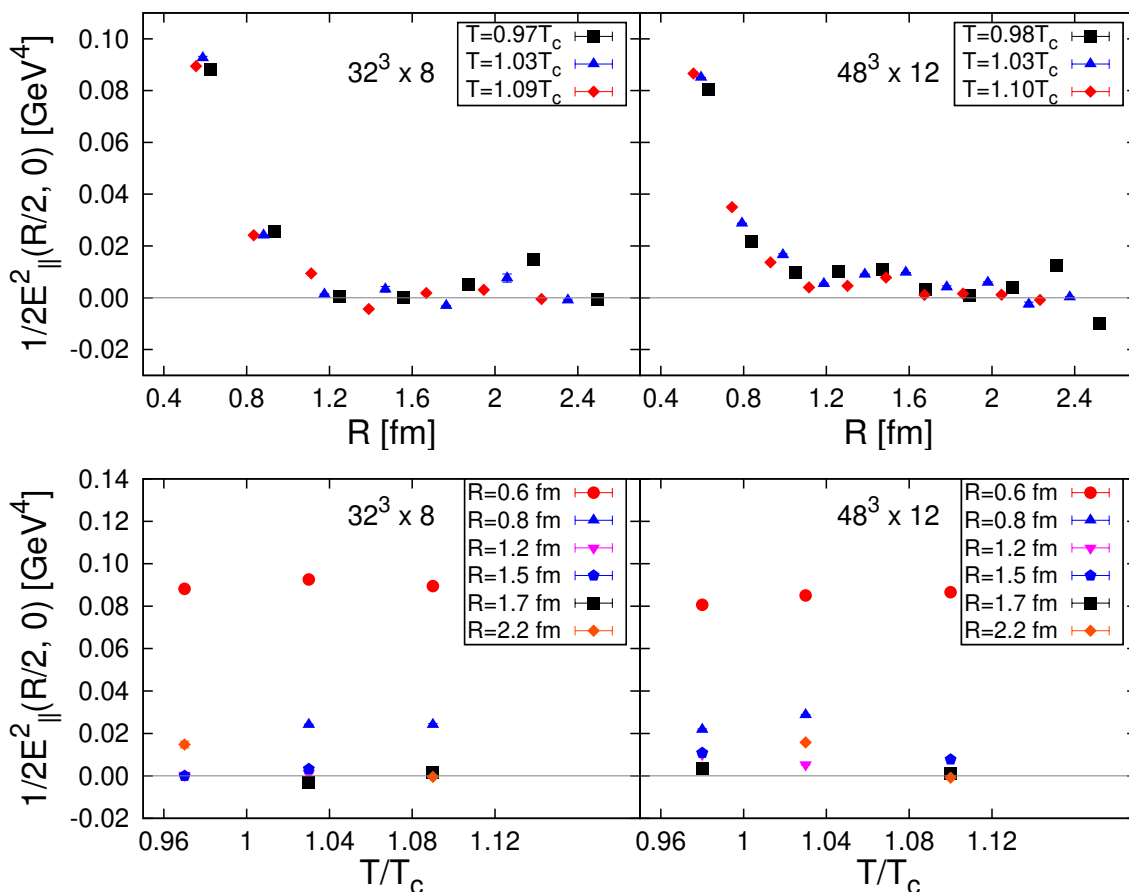 1/2E²∥(R/2, 0) [GeV⁴]
0.10
0.08
0.06
0.04
0.02
0.00
-0.02
32³ x 8
T=0.97T_c
T=1.03T_c
T=1.09T_c
0.4 0.8 1.2 1.6 2 2.4
R [fm]
48³ x 12
T=0.98T_c
T=1.03T_c
T=1.10T_c
0.4 0.8 1.2 1.6 2 2.4
R [fm]
1/2E²∥(R/2, 0) [GeV⁴]
0.14
0.12
0.10
0.08
0.06
0.04
0.02
0.00
-0.02
32³ x 8
R=0.6 fm
R=0.8 fm
R=1.2 fm
R=1.5 fm
R=1.7 fm
R=2.2 fm
0.96 1 1.04 1.08 1.12
T/T_c
48³ x 12
R=0.6 fm
R=0.8 fm
R=1.2 fm
R=1.5 fm
R=1.7 fm
R=2.2 fm
0.96 1 1.04 1.08 1.12
T/T_c